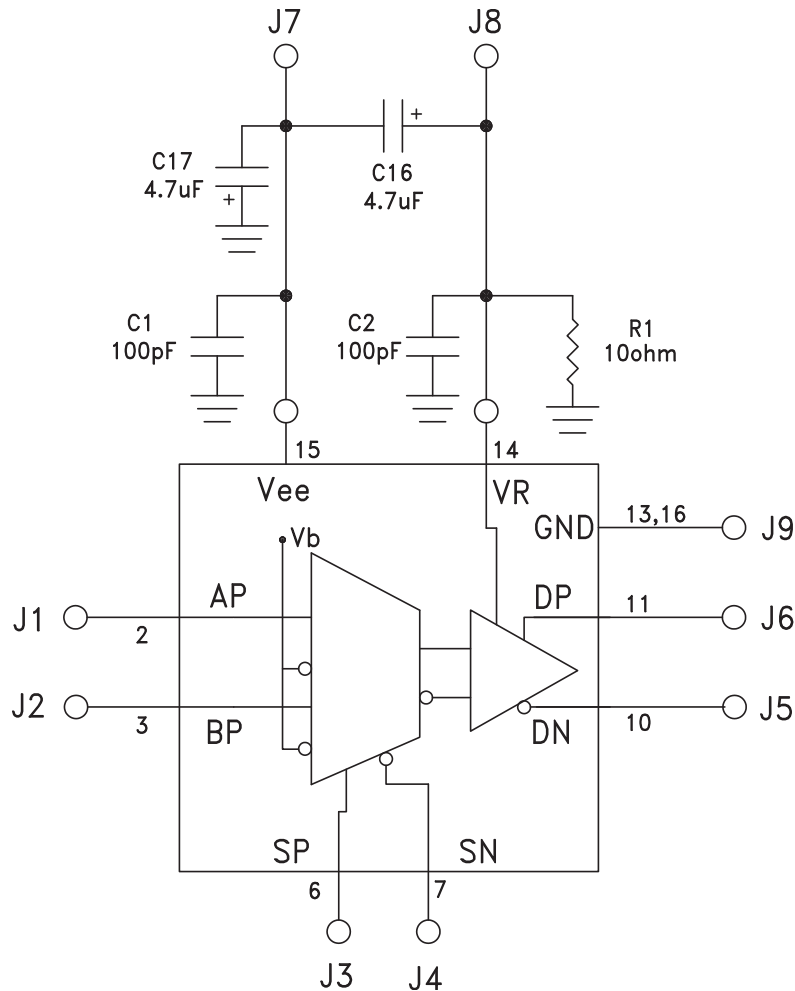 J7
J8
+
C17
4.7uF
+
C16
4.7uF
C1
100pF
C2
100pF
R1
10ohm
15
14
Vee
VR
GND
13,16
J9
Vb
AP
DP
J1
2
11
J6
J2
3
BP
DN
10
J5
SP
SN
6
7
J3
J4